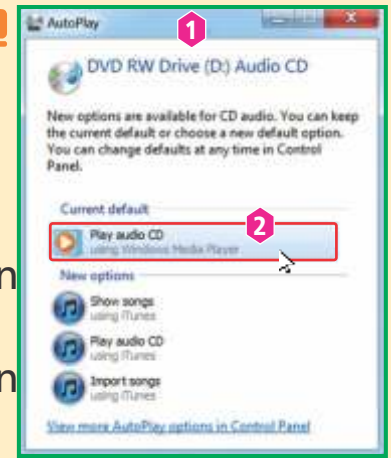 AutoPlay
1
DVD RW Drive (D:) Audio CD
New options are available for CD audio. You can keep
the current default or choose a new default option.
You can change defaults at any time in Control
Panel.
Current default
Play audio CD
using Windows Media Player
2
New options
Show songs
using iTunes
Play audio CD
using iTunes
Import songs
using iTunes
View more AutoPlay options in Control Panel
n
n